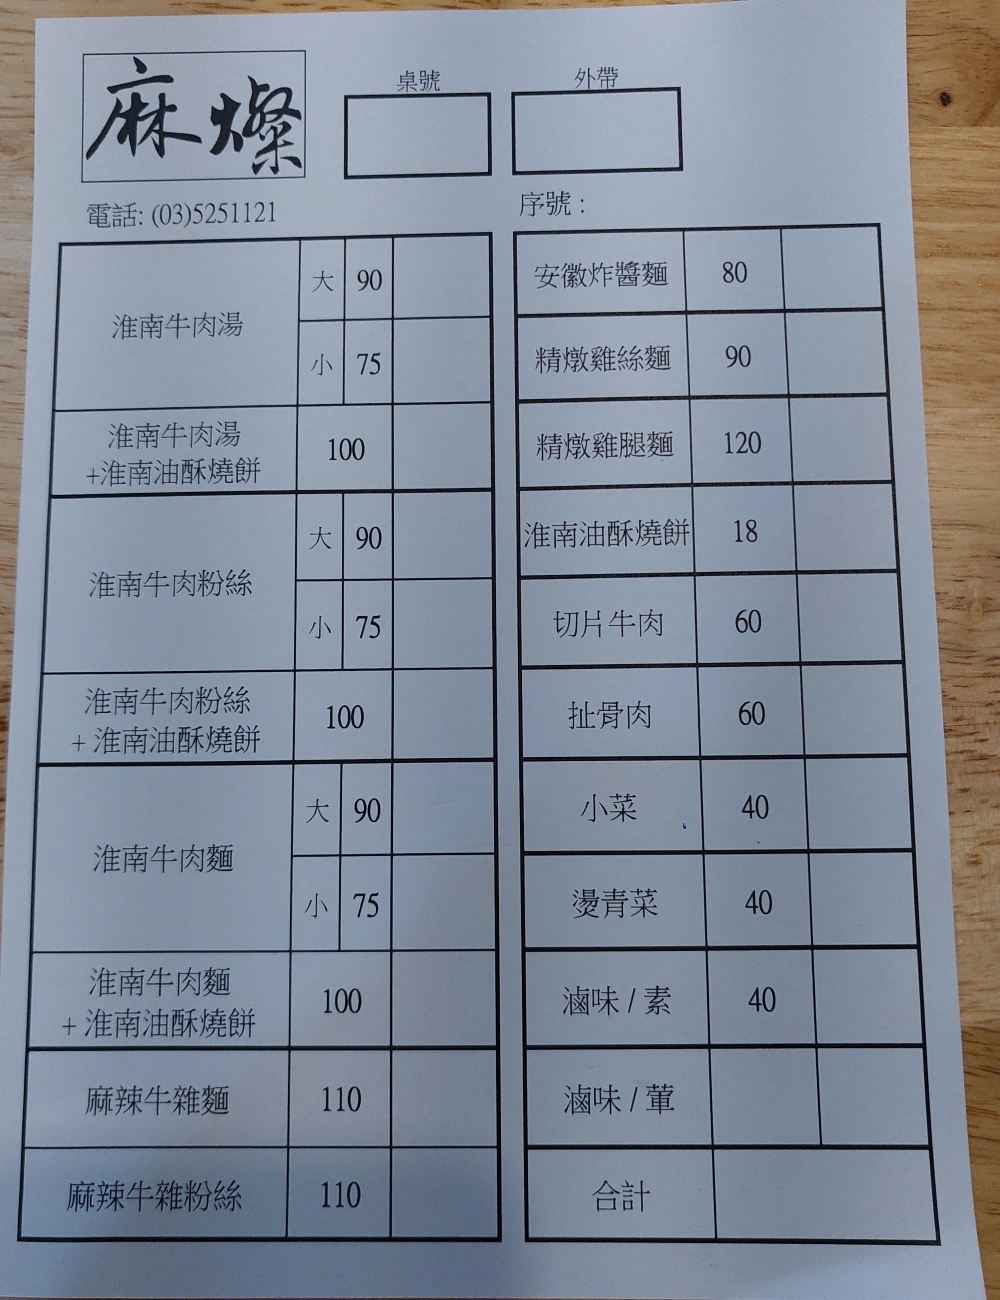 麻燦
桌號
外帶
電話: (03)5251121
序號 :
淮南牛肉湯
大 90
小 75
淮南牛肉湯
+淮南油酥燒餅
100
淮南牛肉粉絲
大 90
小 75
淮南牛肉粉絲
+ 淮南油酥燒餅
100
淮南牛肉麵
大 90
小 75
淮南牛肉麵
+ 淮南油酥燒餅
100
麻辣牛雜麵 110
麻辣牛雜粉絲 110
安徽炸醬麵 80
精燉雞絲麵 90
精燉雞腿麵 120
淮南油酥燒餅 18
切片牛肉 60
扯骨肉 60
小菜 40
燙青菜 40
滷味 / 素 40
滷味 / 葷
合計